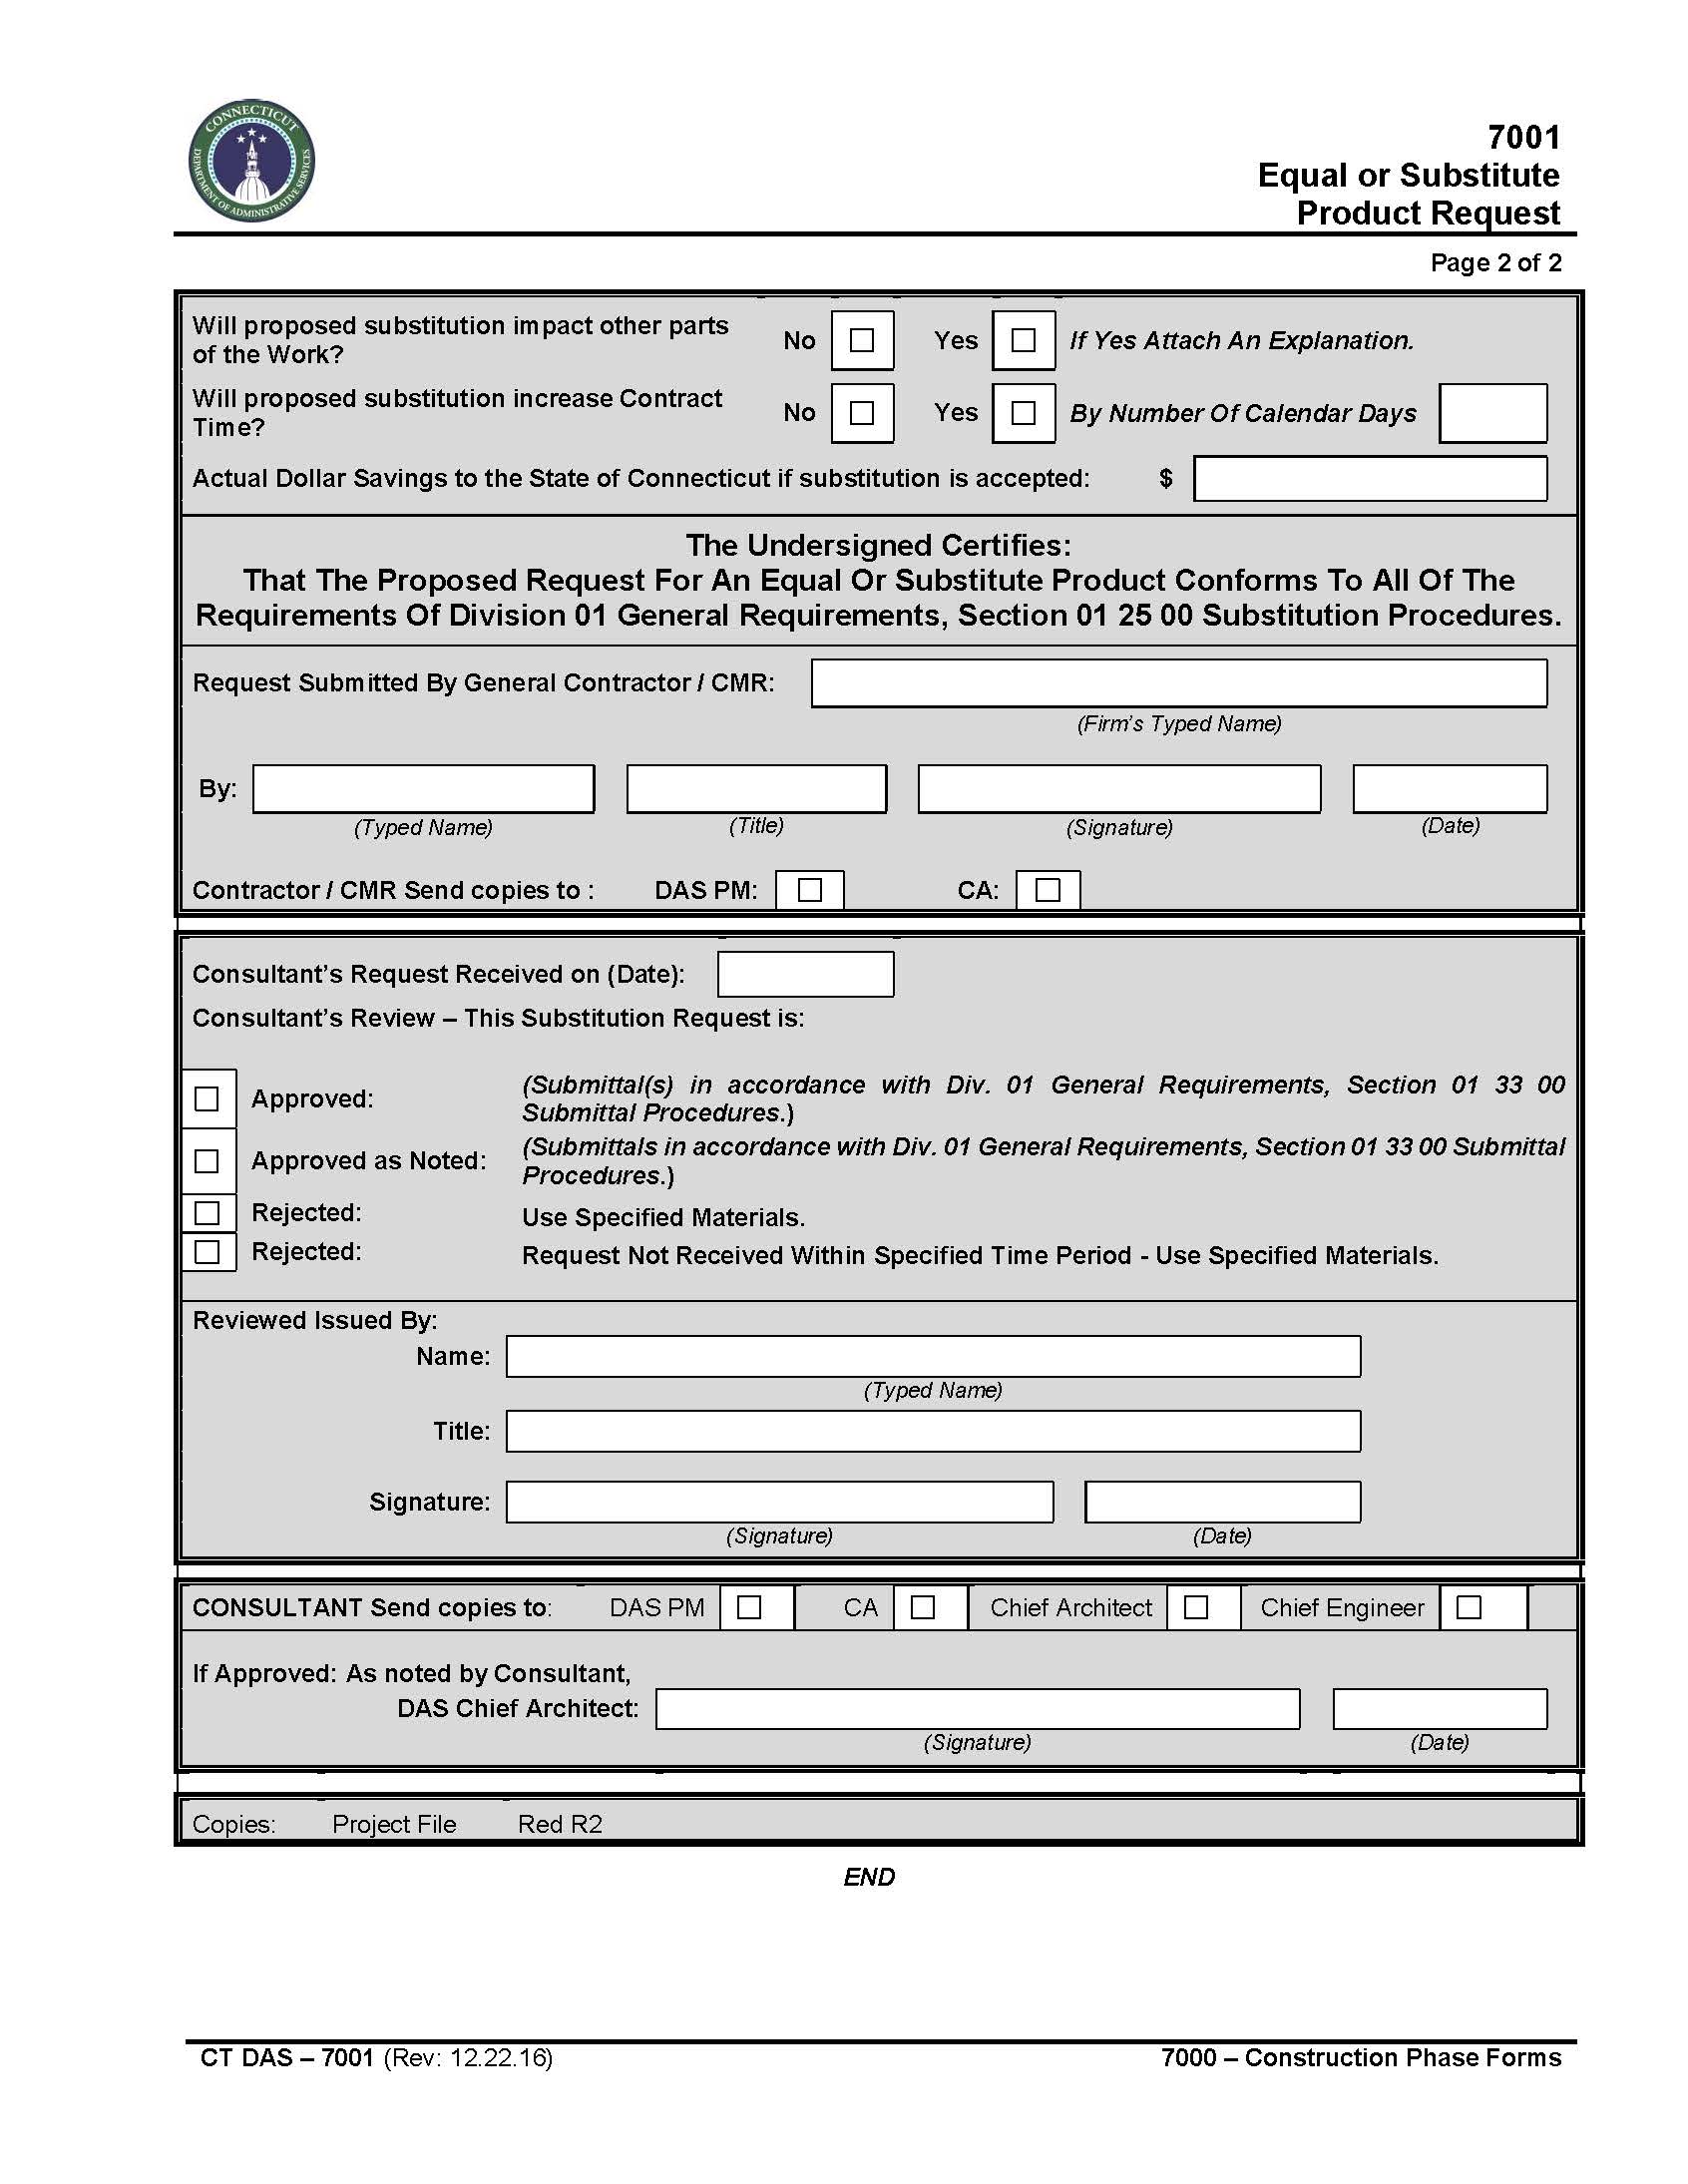 CONNECTICUT
DEPARTMENT OF ADMINISTRATIVE SERVICES
7001
Equal or Substitute
Product Request
Page 2 of 2
Will proposed substitution impact other parts
of the Work?
No ☐ Yes ☐ If Yes Attach An Explanation.
Will proposed substitution increase Contract
Time?
No ☐ Yes ☐ By Number Of Calendar Days
Actual Dollar Savings to the State of Connecticut if substitution is accepted: $
The Undersigned Certifies:
That The Proposed Request For An Equal Or Substitute Product Conforms To All Of The
Requirements Of Division 01 General Requirements, Section 01 25 00 Substitution Procedures.
Request Submitted By General Contractor / CMR:
(Firm's Typed Name)
By:
(Typed Name) (Title) (Signature) (Date)
Contractor / CMR Send copies to : DAS PM: ☐ CA: ☐
Consultant's Request Received on (Date):
Consultant's Review – This Substitution Request is:
☐ Approved: (Submittal(s) in accordance with Div. 01 General Requirements, Section 01 33 00
Submittal Procedures.)
☐ Approved as Noted: (Submittals in accordance with Div. 01 General Requirements, Section 01 33 00 Submittal
Procedures.)
☐ Rejected: Use Specified Materials.
☐ Rejected: Request Not Received Within Specified Time Period - Use Specified Materials.
Reviewed Issued By:
Name:
(Typed Name)
Title:
Signature:
(Signature) (Date)
CONSULTANT Send copies to: DAS PM ☐ CA ☐ Chief Architect ☐ Chief Engineer ☐
If Approved: As noted by Consultant,
DAS Chief Architect:
(Signature) (Date)
Copies: Project File Red R2
END
CT DAS – 7001 (Rev: 12.22.16) 7000 – Construction Phase Forms